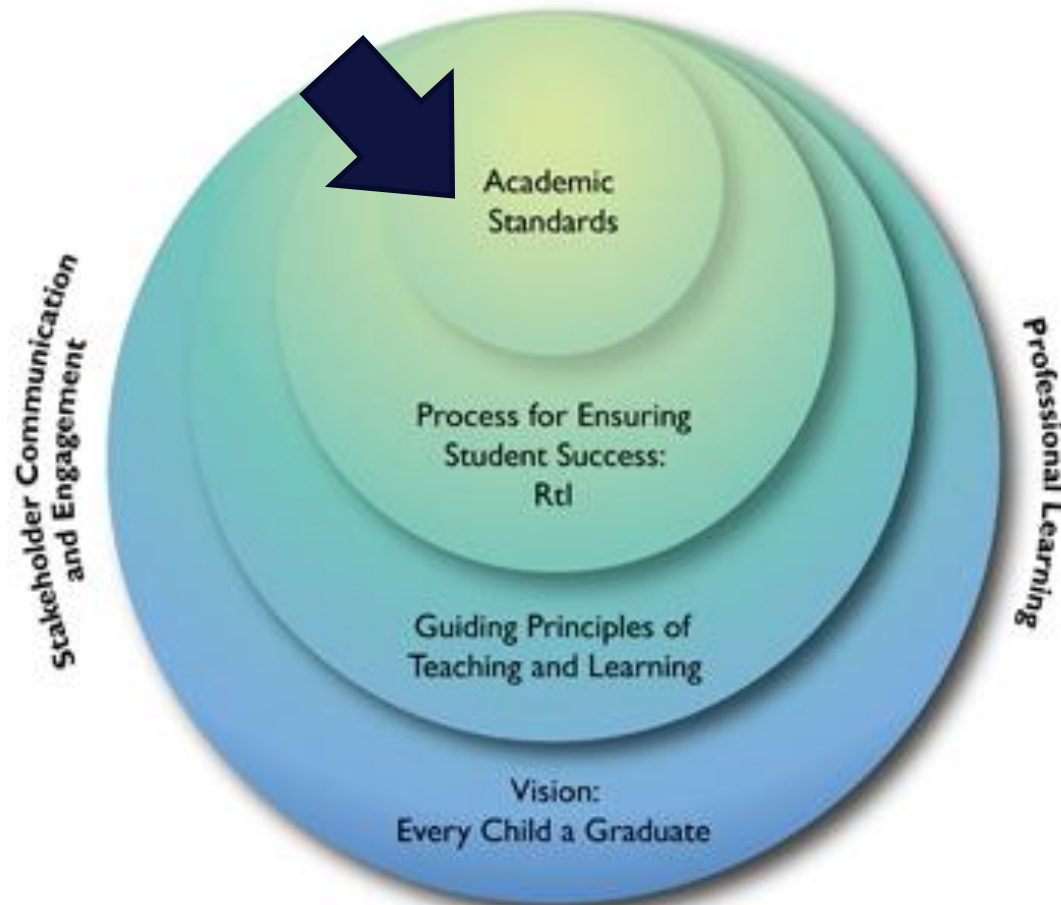 Academic
Standards
Process for Ensuring
Student Success:
RtI
Guiding Principles of
Teaching and Learning
Vision:
Every Child a Graduate
Stakeholder Communication
and Engagement
Professional Learning